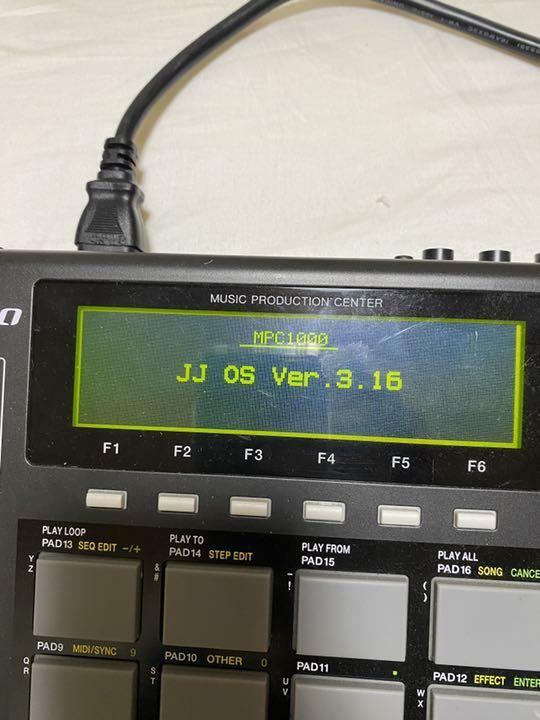 MUSIC PRODUCTION CENTER
MPC1000
JJ OS Ver.3.16
F1 F2 F3 F4 F5 F6
PLAY LOOP
PAD13 SEQ EDIT -/+
PLAY TO
PAD14 STEP EDIT
PLAY FROM
PAD15
PLAY ALL
PAD16 SONG CANCE
Y
Z
&
#
-
!
(
)
PAD9 MIDI/SYNC 9
PAD10 OTHER 0
PAD11 .
PAD12 EFFECT ENTER
Q
R
S
T
U
V
W
X